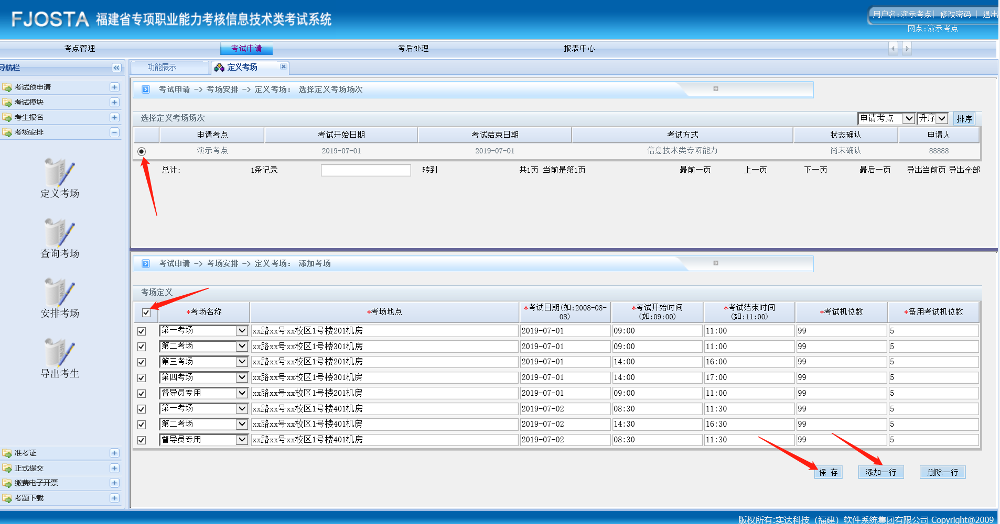 FJOSTA 福建省专项职业能力考核信息技术类考试系统
用户名:演示考点| 修改密码 | 退出
网点:演示考点
考点管理 考试申请 考后处理 报表中心
导航栏
功能展示 定义考场
考试预申请
考试模块
考生报名
考场安排
定义考场
查询考场
安排考场
导出考生
准考证
正式提交
缴费电子开票
考题下载
考试申请 -> 考场安排 -> 定义考场: 选择定义考场场次
选择定义考场场次 申请考点 升序 排序
申请考点 考试开始日期 考试结束日期 考试方式 状态确认 申请人
演示考点 2019-07-01 2019-07-01 信息技术类专项能力 尚未确认 88888
总计: 1条记录 转到 共1页 当前是第1页 最前一页 上一页 下一页 最后一页 导出当前页 导出全部
考试申请 -> 考场安排 -> 定义考场: 添加考场
考场定义
*考场名称 *考场地点 *考试日期(如:2008-08-08) *考试开始时间(如:09:00) *考试结束时间(如:11:00) *考试机位数 *备用考试机位数
第一考场 xx路xx号xx校区1号楼201机房 2019-07-01 09:00 11:00 99 5
第二考场 xx路xx号xx校区1号楼301机房 2019-07-01 09:00 11:00 99 5
第三考场 xx路xx号xx校区1号楼201机房 2019-07-01 14:00 16:00 99 5
第四考场 xx路xx号xx校区1号楼301机房 2019-07-01 14:00 17:00 99 5
督导员专用 xx路xx号xx校区1号楼201机房 2019-07-01 09:00 11:00 99 5
第一考场 xx路xx号xx校区1号楼401机房 2019-07-02 08:30 11:30 99 5
第二考场 xx路xx号xx校区1号楼401机房 2019-07-02 14:30 16:30 99 5
督导员专用 xx路xx号xx校区1号楼401机房 2019-07-02 08:30 11:30 99 5
保 存 添加一行 删除一行
版权所有:实达科技（福建）软件系统集团有限公司 Copyright@2009